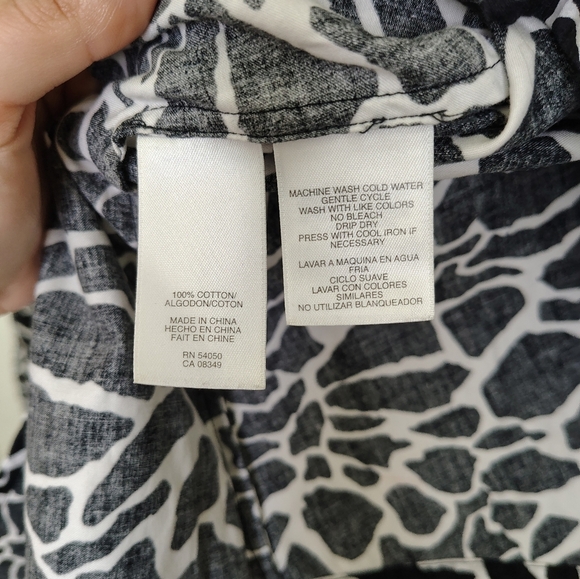 100% COTTON/
ALGODON/COTON
MADE IN CHINA
HECHO EN CHINA
FAIT EN CHINE
RN 54050
CA 08349
MACHINE WASH COLD WATER
GENTLE CYCLE
WASH WITH LIKE COLORS
NO BLEACH
DRIP DRY
PRESS WITH COOL IRON IF
NECESSARY
LAVAR A MAQUINA EN AGUA
FRIA
CICLO SUAVE
LAVAR CON COLORES
SIMILARES
NO UTILIZAR BLANQUEADOR